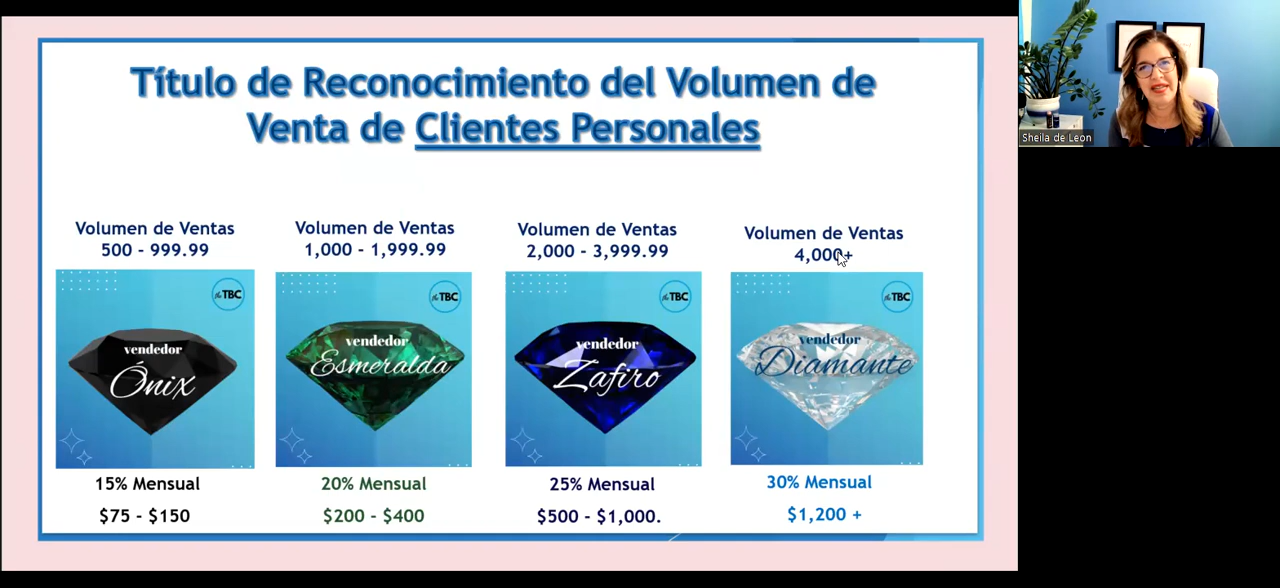 Título de Reconocimiento del Volumen de
Venta de Clientes Personales
Sheila de Leon
Volumen de Ventas
500 - 999.99
Volumen de Ventas
1,000 - 1,999.99
Volumen de Ventas
2,000 - 3,999.99
Volumen de Ventas
4,000+
the TBC
vendedor
Ónix
the TBC
vendedor
Esmeralda
the TBC
vendedor
Zafiro
the TBC
vendedor
Diamante
15% Mensual
$75 - $150
20% Mensual
$200 - $400
25% Mensual
$500 - $1,000.
30% Mensual
$1,200 +